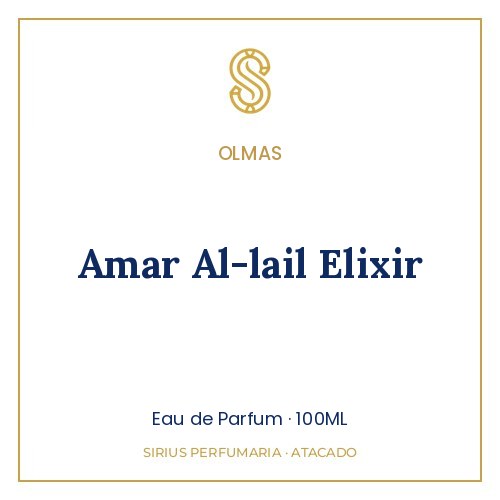 OLMAS
Amar Al-lail Elixir
Eau de Parfum · 100ML
SIRIUS PERFUMARIA · ATACADO